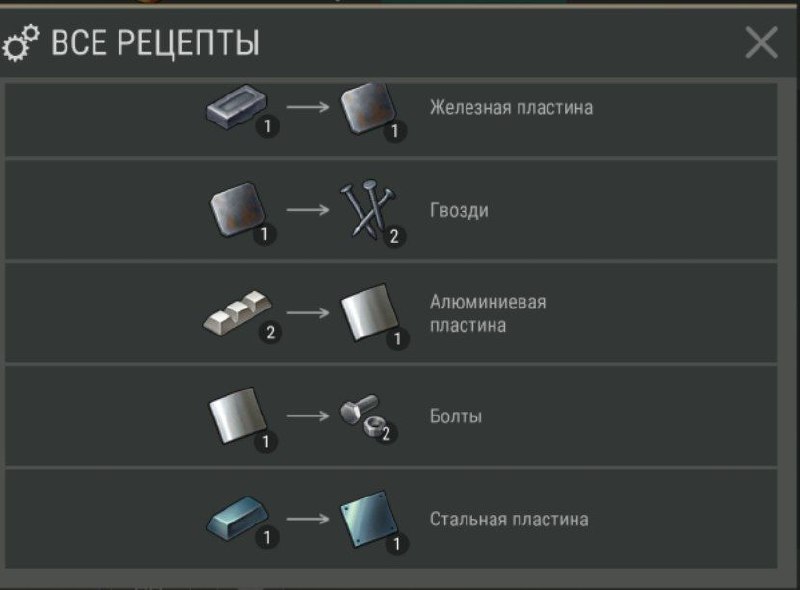 ВСЕ РЕЦЕПТЫ
1 1 Железная пластина
1 2 Гвозди
2 1 Алюминиевая
пластина
1 2 Болты
1 1 Стальная пластина